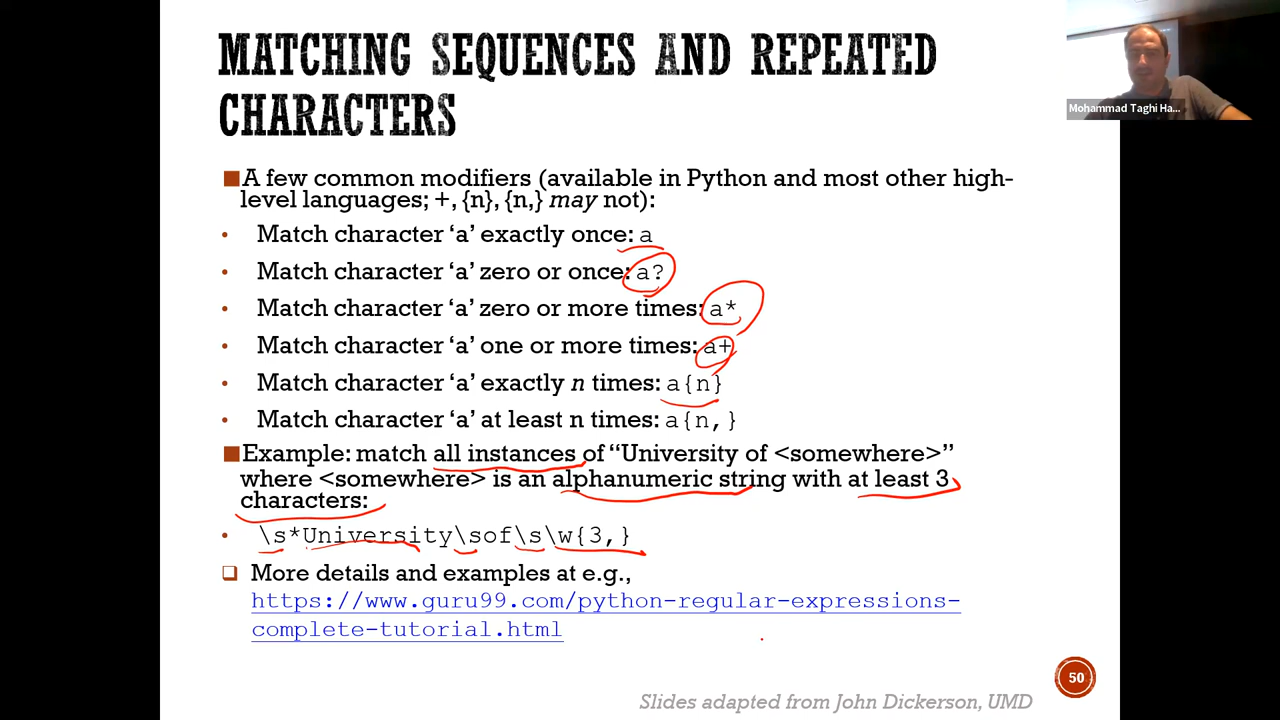 MATCHING SEQUENCES AND REPEATED
CHARACTERS
Mohammad Taghi Ha...
A few common modifiers (available in Python and most other high-
level languages; +, {n}, {n,} may not):
• Match character ‘a’ exactly once: a
• Match character ‘a’ zero or once: a?
• Match character ‘a’ zero or more times: a*
• Match character ‘a’ one or more times: a+
• Match character ‘a’ exactly n times: a{n}
• Match character ‘a’ at least n times: a{n,}
Example: match all instances of “University of <somewhere>”
where <somewhere> is an alphanumeric string with at least 3
characters:
• \s*University\sof\s\w{3,}
More details and examples at e.g.,
https://www.guru99.com/python-regular-expressions-
complete-tutorial.html
50
Slides adapted from John Dickerson, UMD